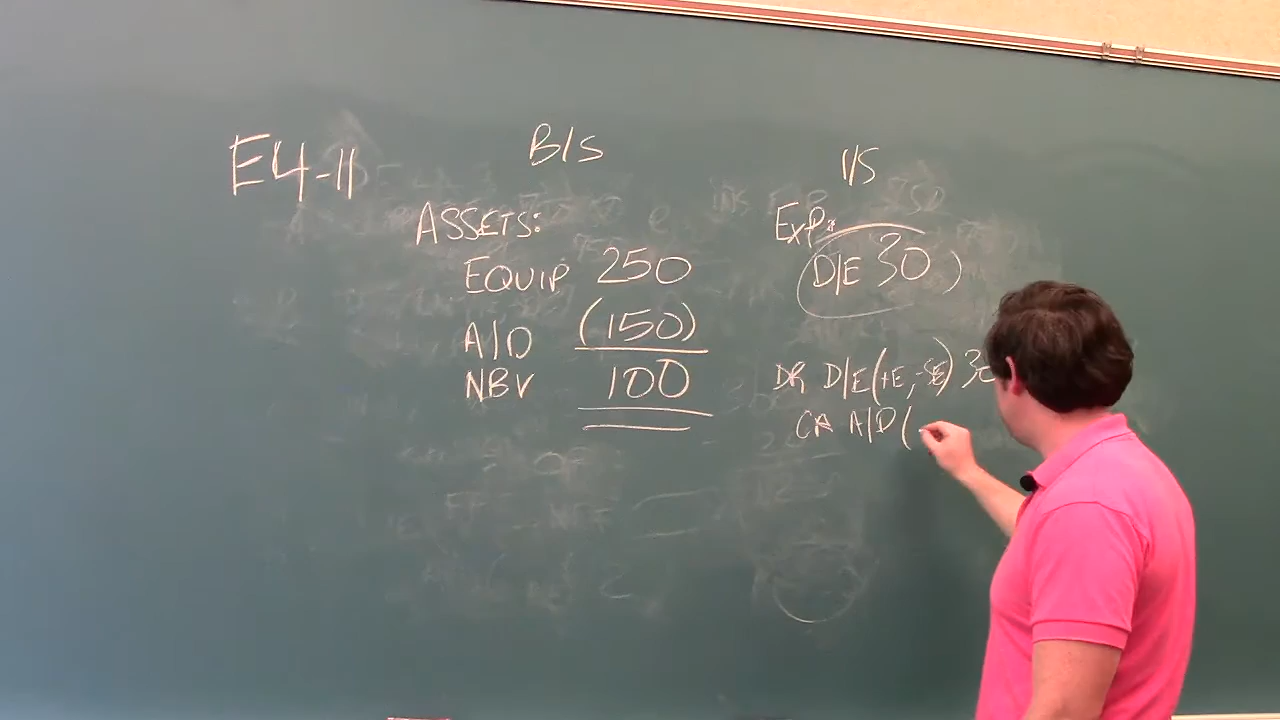 E4-11
B/S
ASSETS:
EQUIP 250
A/D (150)
NBV 100
I/S
EXP:
D/E 30
DR D/E (+E, -SE) 30
CR A/D (